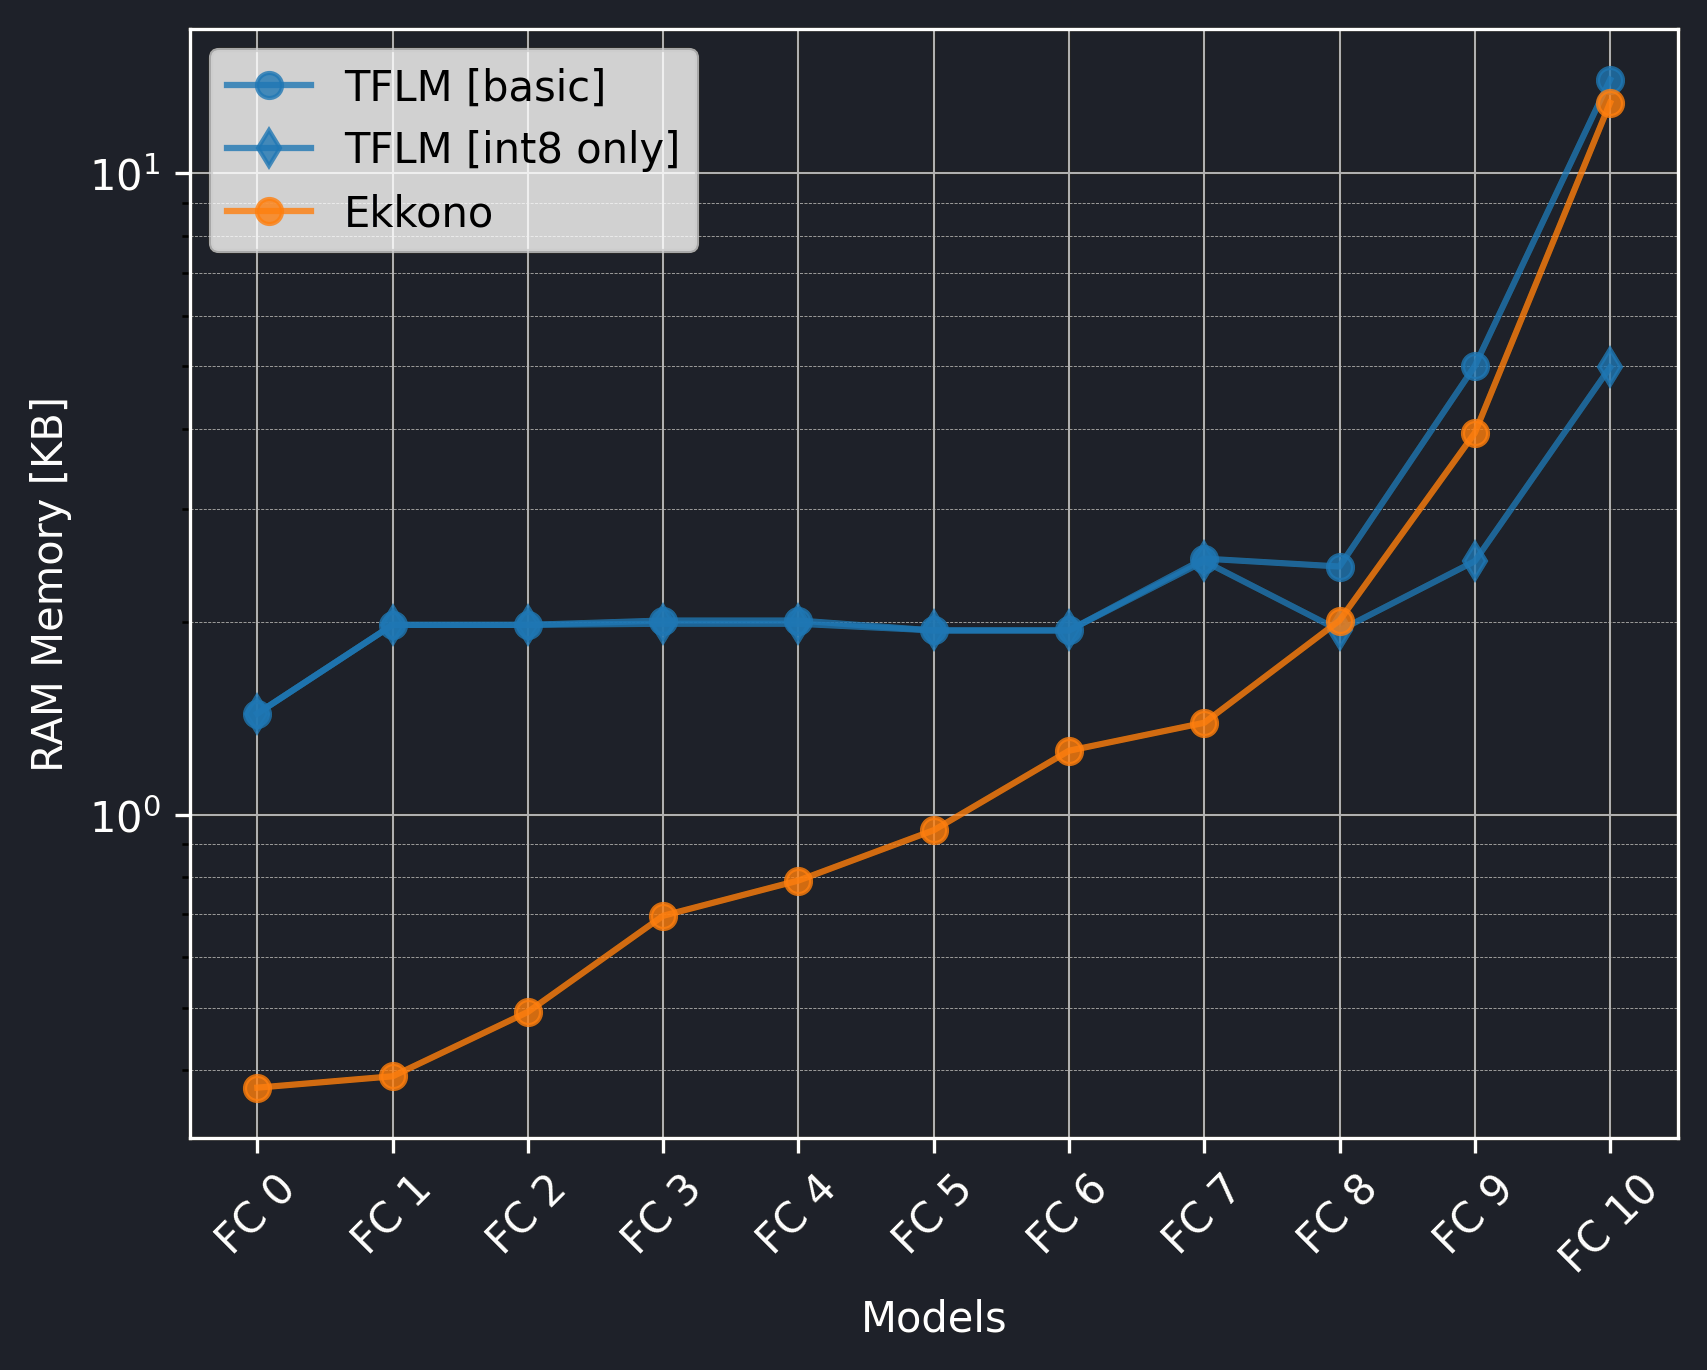 TFLM [basic]
TFLM [int8 only]
Ekkono
10¹
10⁰
RAM Memory [KB]
FC 0
FC 1
FC 2
FC 3
FC 4
FC 5
FC 6
FC 7
FC 8
FC 9
FC 10
Models